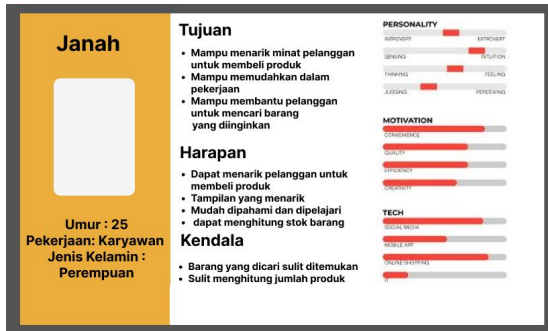 Janah
Umur : 25
Pekerjaan: Karyawan
Jenis Kelamin :
Perempuan
Tujuan
• Mampu menarik minat pelanggan
untuk membeli produk
• Mampu memudahkan dalam
pekerjaan
• Mampu membantu pelanggan
untuk mencari barang
yang diinginkan
Harapan
• Dapat menarik pelanggan untuk
membeli produk
• Tampilan yang menarik
• Mudah dipahami dan dipelajari
• dapat menghitung stok barang
Kendala
• Barang yang dicari sulit ditemukan
• Sulit menghitung jumlah produk
PERSONALITY
INTROVERT EXTROVERT
SENSING INTUITION
THINKING FEELING
JUDGING PERCEIVING
MOTIVATION
CONVENIENCE
QUALITY
EFFICIENCY
CREATIVITY
TECH
SOCIAL MEDIA
MOBILE APP
ONLINE SHOPPING
IT